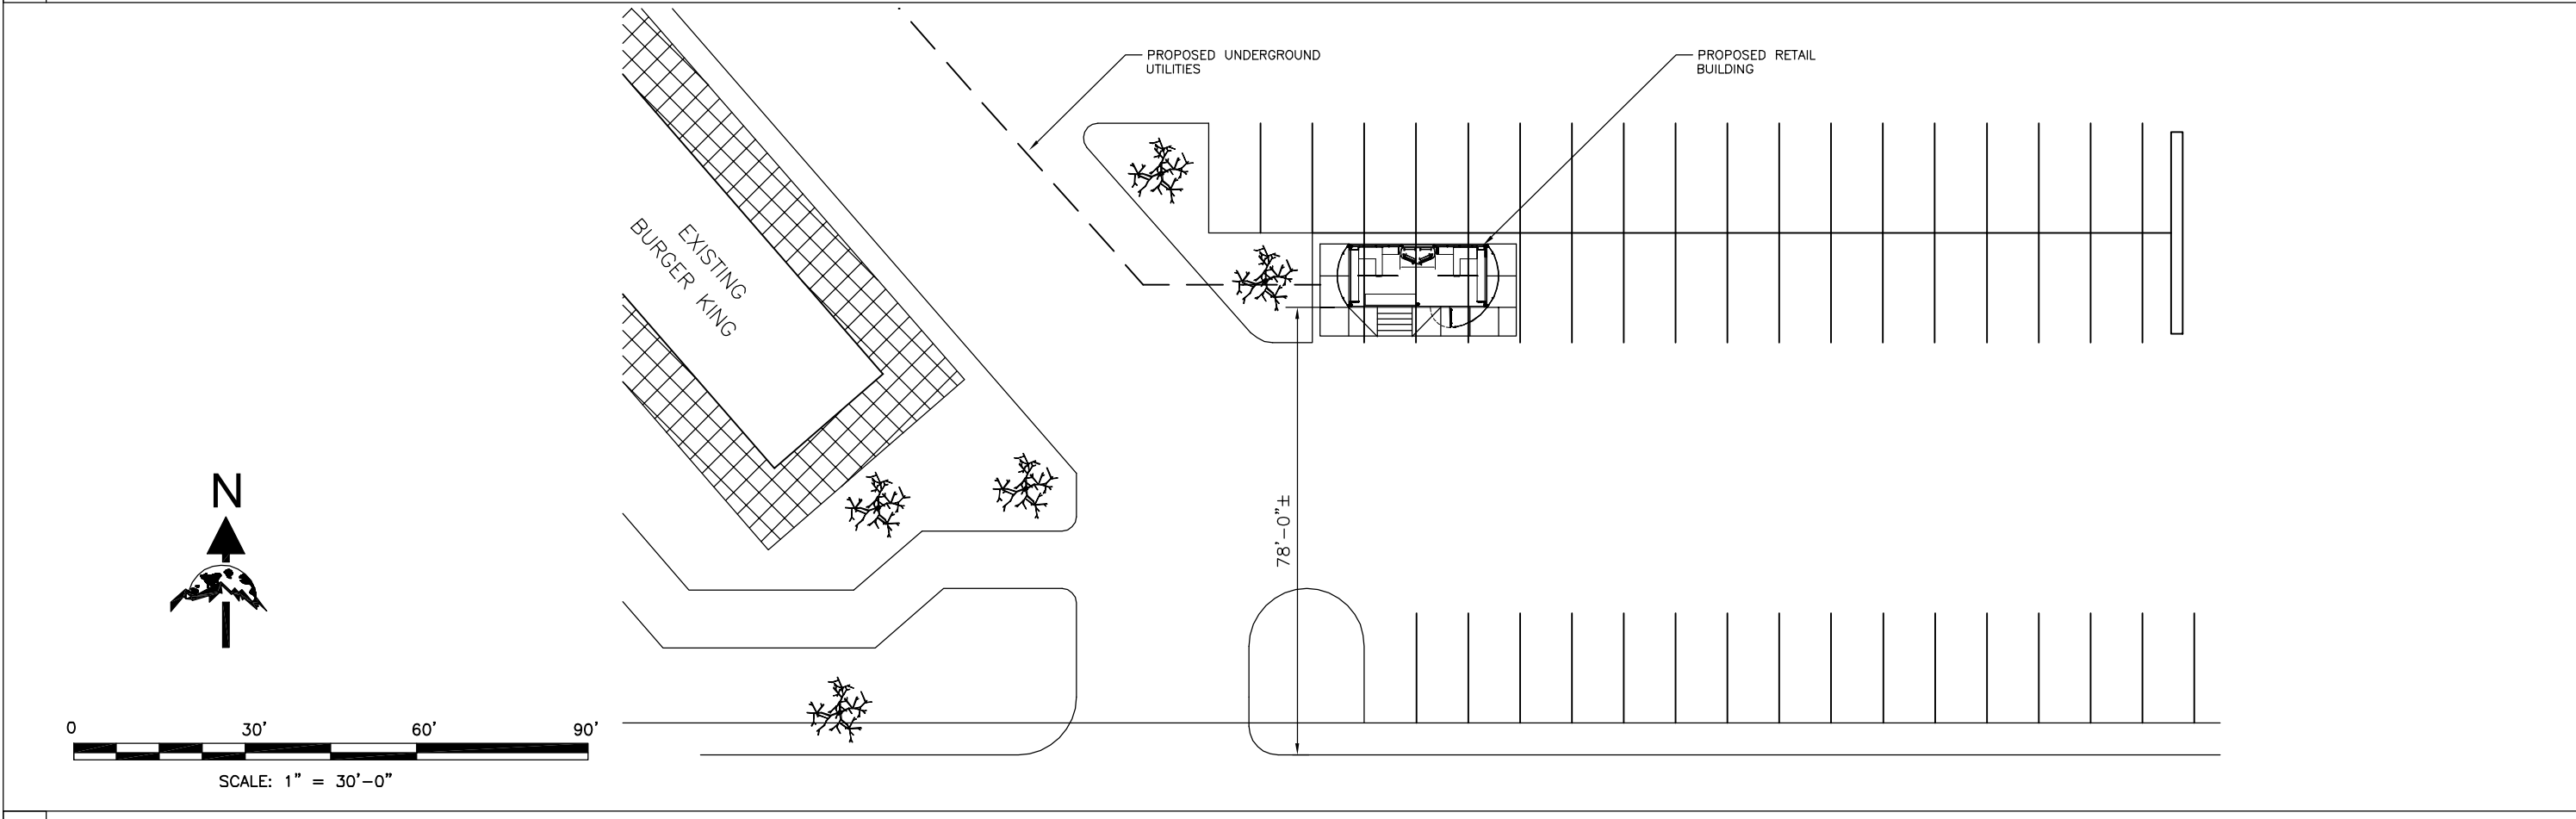 PROPOSED UNDERGROUND
UTILITIES
PROPOSED RETAIL
BUILDING
EXISTING
BURGER KING
N
78'-0"±
0 30' 60' 90'
SCALE: 1" = 30'-0"